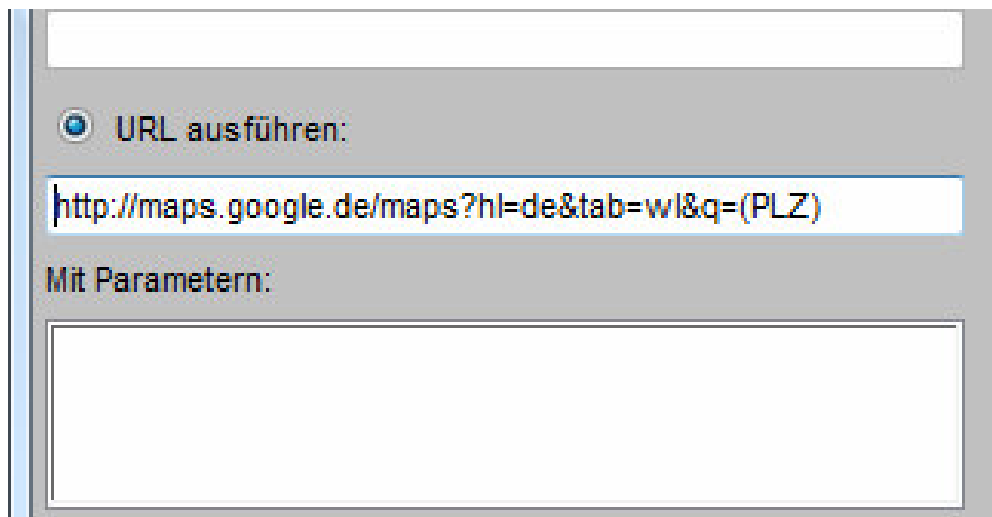 URL ausführen:
http://maps.google.de/maps?hl=de&tab=wl&q=(PLZ)
Mit Parametern: